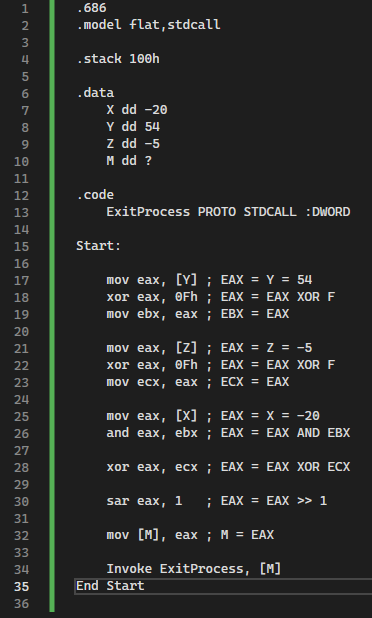 1 .686
2 .model flat,stdcall
3
4 .stack 100h
5
6 .data
7     X dd -20
8     Y dd 54
9     Z dd -5
10     M dd ?
11
12 .code
13     ExitProcess PROTO STDCALL :DWORD
14
15 Start:
16
17     mov eax, [Y] ; EAX = Y = 54
18     xor eax, 0Fh ; EAX = EAX XOR F
19     mov ebx, eax ; EBX = EAX
20
21     mov eax, [Z] ; EAX = Z = -5
22     xor eax, 0Fh ; EAX = EAX XOR F
23     mov ecx, eax ; ECX = EAX
24
25     mov eax, [X] ; EAX = X = -20
26     and eax, ebx ; EAX = EAX AND EBX
27
28     xor eax, ecx ; EAX = EAX XOR ECX
29
30     sar eax, 1   ; EAX = EAX >> 1
31
32     mov [M], eax ; M = EAX
33
34     Invoke ExitProcess, [M]
35 End Start
36